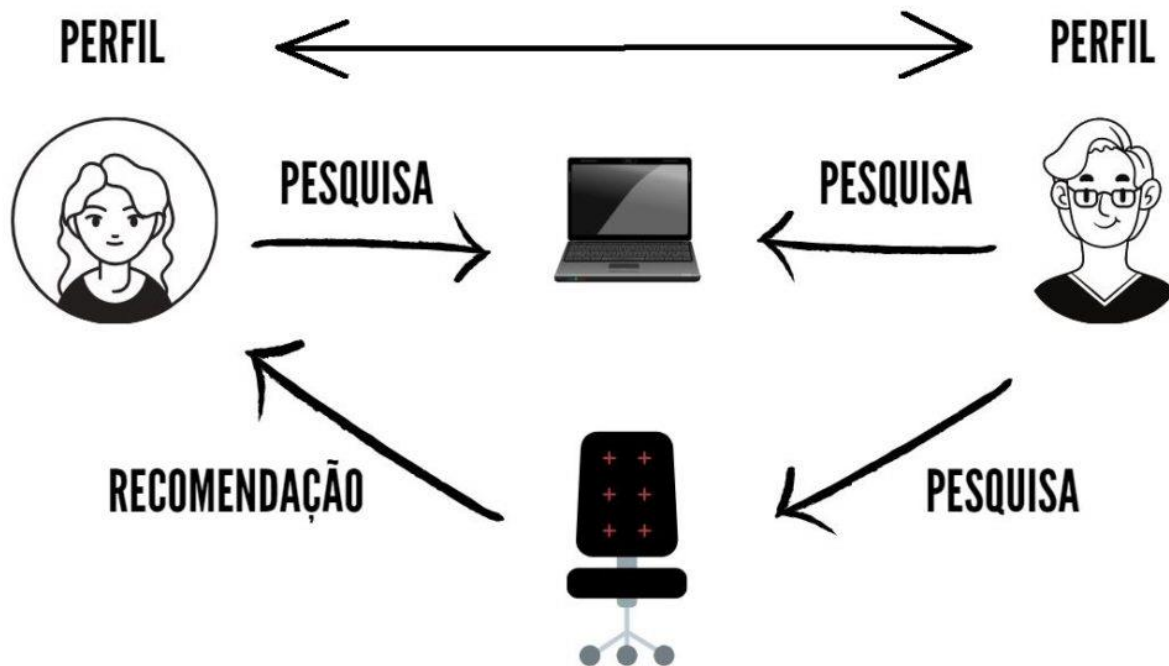 PERFIL
PERFIL
PESQUISA
PESQUISA
RECOMENDAÇÃO
PESQUISA